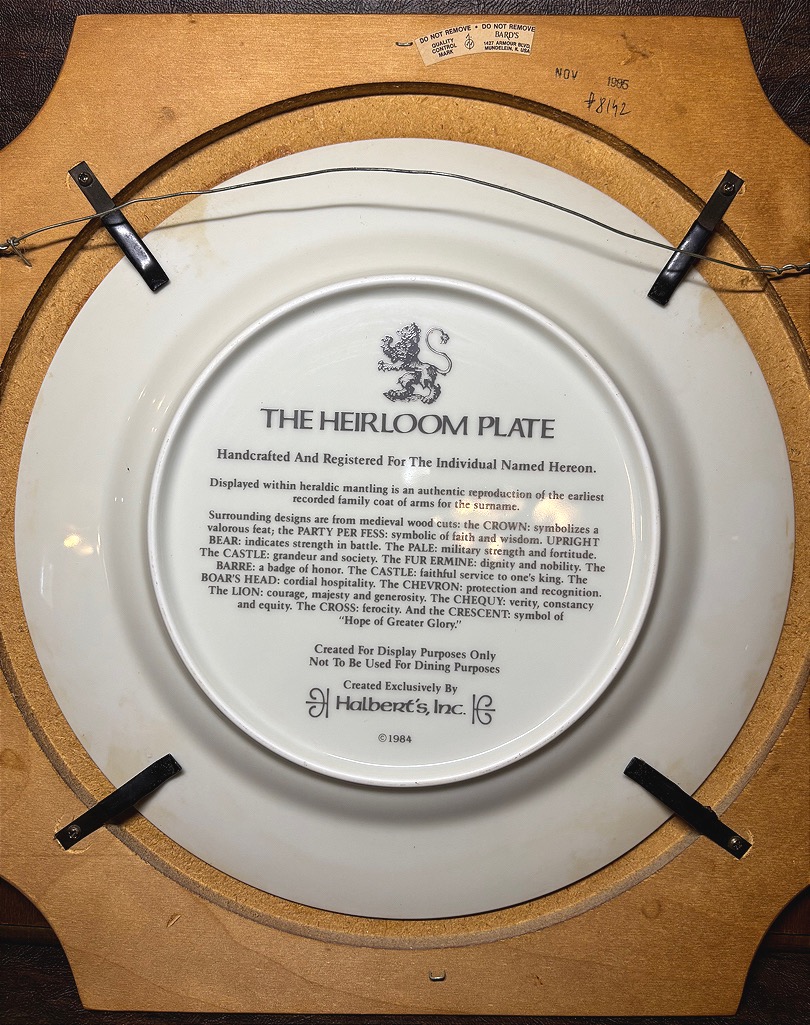 DO NOT REMOVE • DO NOT REMOVE
QUALITY CONTROL MARK
BARD'S
1427 ARMOUR BLVD.
MUNDELEIN, IL USA
NOV 1985
#8142
THE HEIRLOOM PLATE
Handcrafted And Registered For The Individual Named Hereon.
Displayed within heraldic mantling is an authentic reproduction of the earliest
recorded family coat of arms for the surname.
Surrounding designs are from medieval wood cuts: the CROWN: symbolizes a
valorous feat; the PARTY PER FESS: symbolic of faith and wisdom. UPRIGHT
BEAR: indicates strength in battle. The PALE: military strength and fortitude.
The CASTLE: grandeur and society. The FUR ERMINE: dignity and nobility. The
BARRE: a badge of honor. The CASTLE: faithful service to one's king. The
BOAR'S HEAD: cordial hospitality. The CHEVRON: protection and recognition.
The LION: courage, majesty and generosity. The CHEQUY: verity, constancy
and equity. The CROSS: ferocity. And the CRESCENT: symbol of
“Hope of Greater Glory.”
Created For Display Purposes Only
Not To Be Used For Dining Purposes
Created Exclusively By
Halbert's, Inc.
©1984